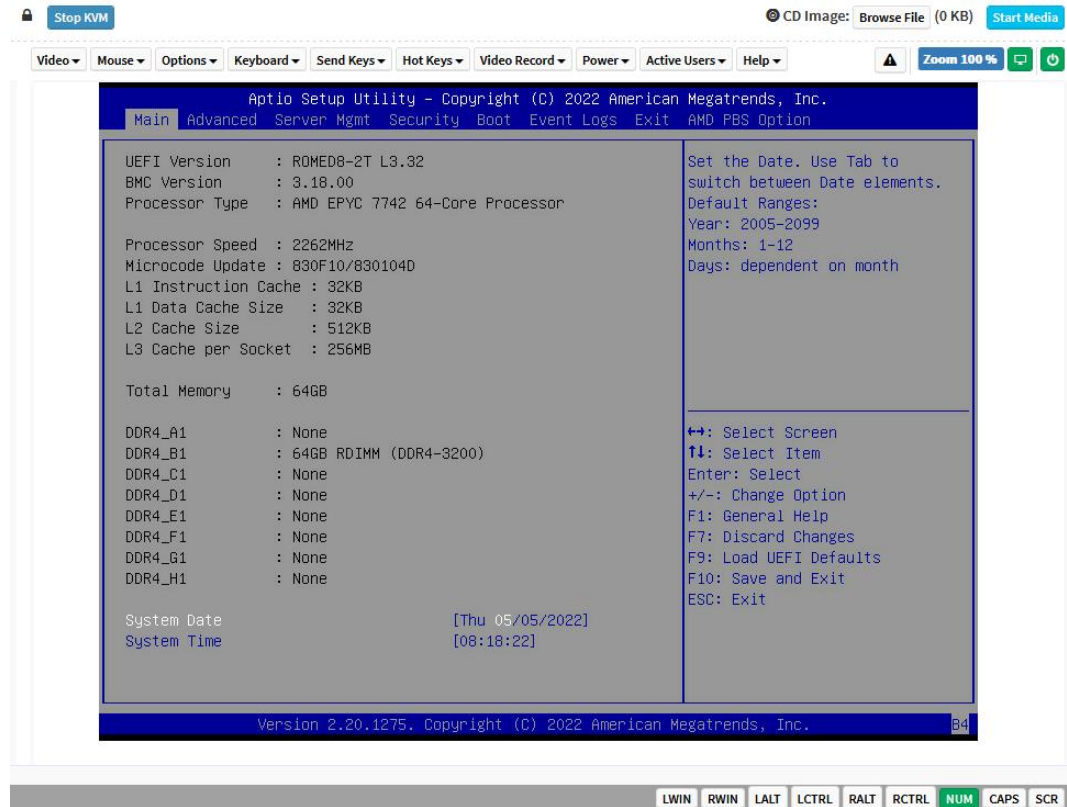 Stop KVM
CD Image: Browse File (0 KB) Start Media
Video Mouse Options Keyboard Send Keys Hot Keys Video Record Power Active Users Help Zoom 100 %
Aptio Setup Utility – Copyright (C) 2022 American Megatrends, Inc.
Main Advanced Server Mgmt Security Boot Event Logs Exit AMD PBS Option
UEFI Version : ROMED8-2T L3.32
BMC Version : 3.18.00
Processor Type : AMD EPYC 7742 64-Core Processor
Processor Speed : 2262MHz
Microcode Update : 830F10/830104D
L1 Instruction Cache : 32KB
L1 Data Cache Size : 32KB
L2 Cache Size : 512KB
L3 Cache per Socket : 256MB
Total Memory : 64GB
DDR4_A1 : None
DDR4_B1 : 64GB RDIMM (DDR4-3200)
DDR4_C1 : None
DDR4_D1 : None
DDR4_E1 : None
DDR4_F1 : None
DDR4_G1 : None
DDR4_H1 : None
System Date [Thu 05/05/2022]
System Time [08:18:22]
Set the Date. Use Tab to
switch between Date elements.
Default Ranges:
Year: 2005-2099
Months: 1-12
Days: dependent on month
↔: Select Screen
↑↓: Select Item
Enter: Select
+/-: Change Option
F1: General Help
F7: Discard Changes
F9: Load UEFI Defaults
F10: Save and Exit
ESC: Exit
Version 2.20.1275. Copyright (C) 2022 American Megatrends, Inc.
B4
LWIN RWIN LALT LCTRL RALT RCTRL NUM CAPS SCR